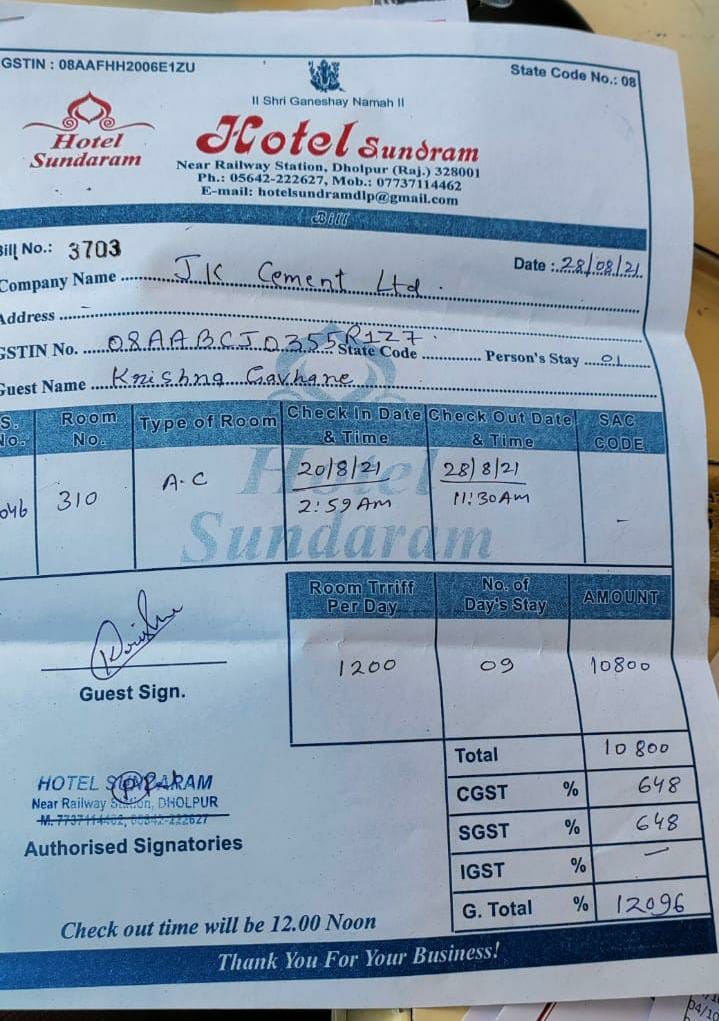 GSTIN : 08AAFHH2006E1ZU
State Code No.: 08
II Shri Ganeshay Namah II
Hotel Sundaram
Hotel Sundram
Near Railway Station, Dholpur (Raj.) 328001
Ph.: 05642-222627, Mob.: 07737114462
E-mail: hotelsundramdlp@gmail.com
Bill
Bill No.: 3703
Date : 28/08/21
Company Name J.K Cement Ltd.
Address
GSTIN No. 08AABCJ0355R1Z7 State Code Person's Stay 01
Guest Name Krishna Gavhane
S. No. Room No. Type of Room Check In Date & Time Check Out Date & Time SAC CODE
046 310 A.C 20/8/21 2:59 Am 28/8/21 11:30 Am -
Hotel
Sundaram
Room Trriff Per Day No. of Day's Stay AMOUNT
1200 09 10800
Guest Sign.
Total 10800
CGST % 648
SGST % 648
IGST % -
G. Total % 12096
HOTEL SUNDARAM
Near Railway Station, DHOLPUR
M. 7737114462, 05642-222627
Authorised Signatories
Check out time will be 12.00 Noon
Thank You For Your Business!